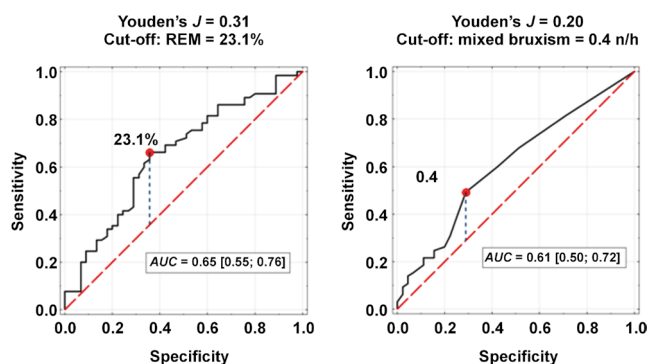 Youden's J = 0.31
Cut-off: REM = 23.1%
1.0
0.8
0.6
0.4
0.2
0.0
Sensitivity
23.1%
AUC = 0.65 [0.55; 0.76]
0.0 0.2 0.4 0.6 0.8 1.0
Specificity
Youden's J = 0.20
Cut-off: mixed bruxism = 0.4 n/h
1.0
0.8
0.6
0.4
0.2
0.0
Sensitivity
0.4
AUC = 0.61 [0.50; 0.72]
0.0 0.2 0.4 0.6 0.8 1.0
Specificity